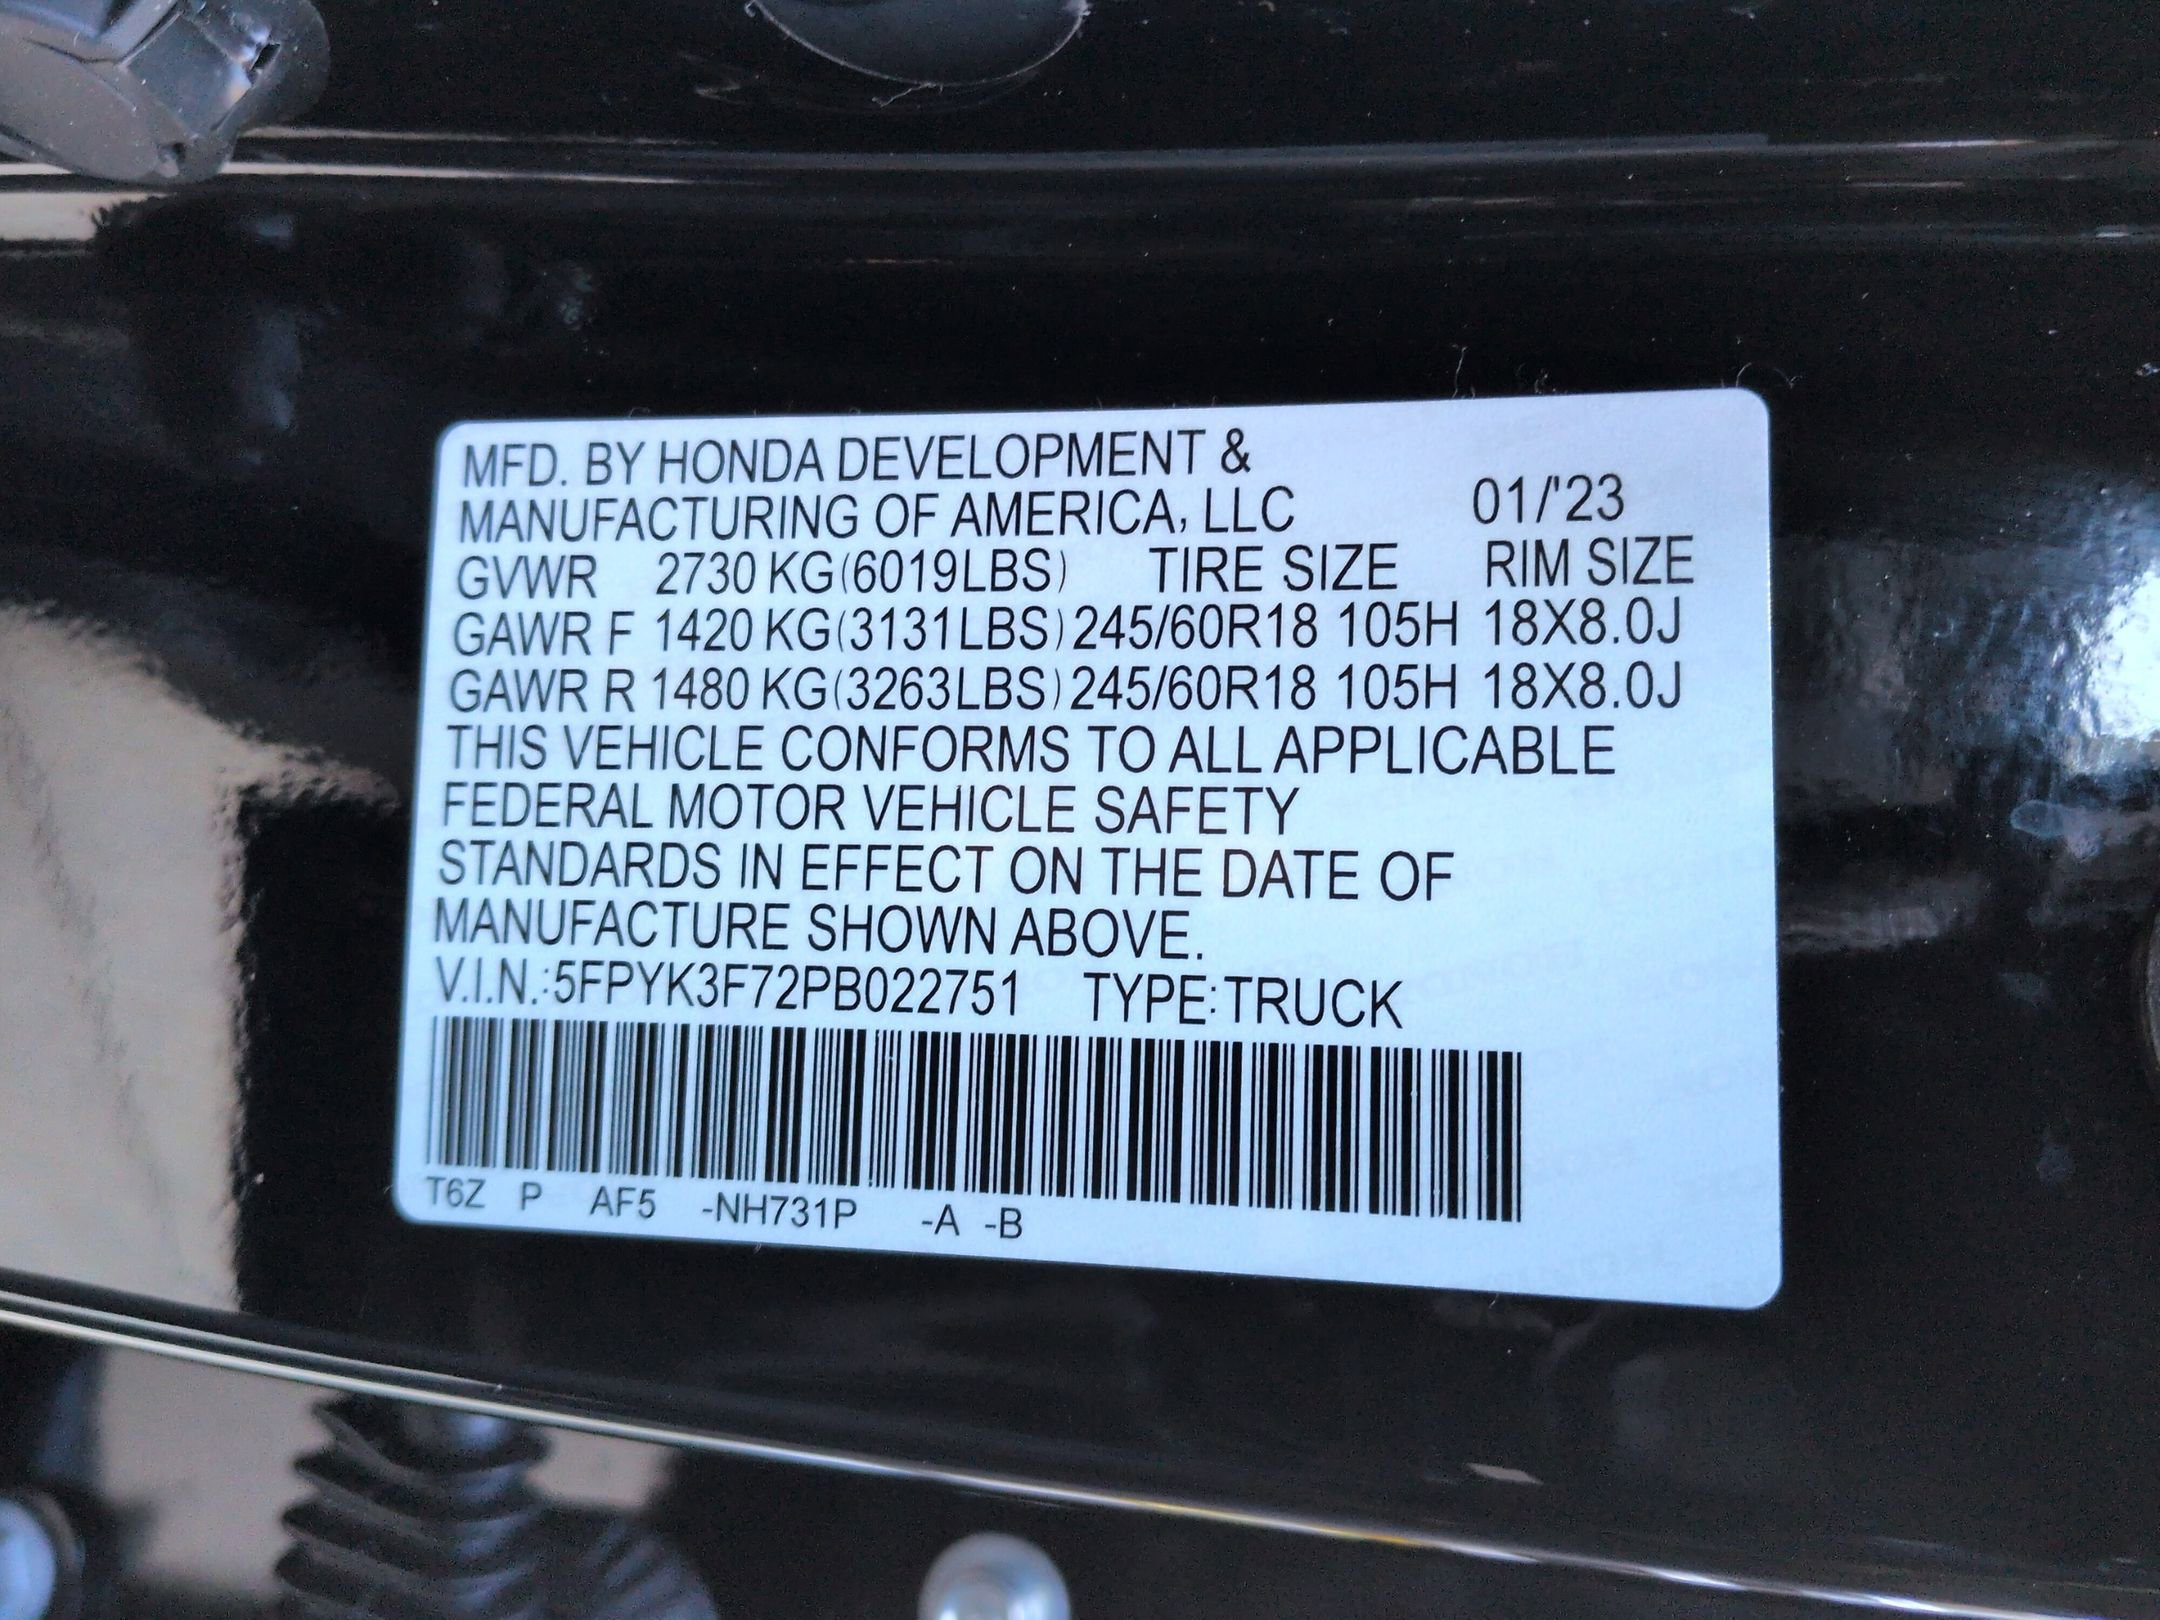 MFD. BY HONDA DEVELOPMENT &
MANUFACTURING OF AMERICA, LLC 01/'23
GVWR 2730 KG(6019LBS) TIRE SIZE RIM SIZE
GAWR F 1420 KG(3131LBS) 245/60R18 105H 18X8.0J
GAWR R 1480 KG(3263LBS) 245/60R18 105H 18X8.0J
THIS VEHICLE CONFORMS TO ALL APPLICABLE
FEDERAL MOTOR VEHICLE SAFETY
STANDARDS IN EFFECT ON THE DATE OF
MANUFACTURE SHOWN ABOVE.
V.I.N.:5FPYK3F72PB022751 TYPE:TRUCK
T6Z P AF5 -NH731P -A -B